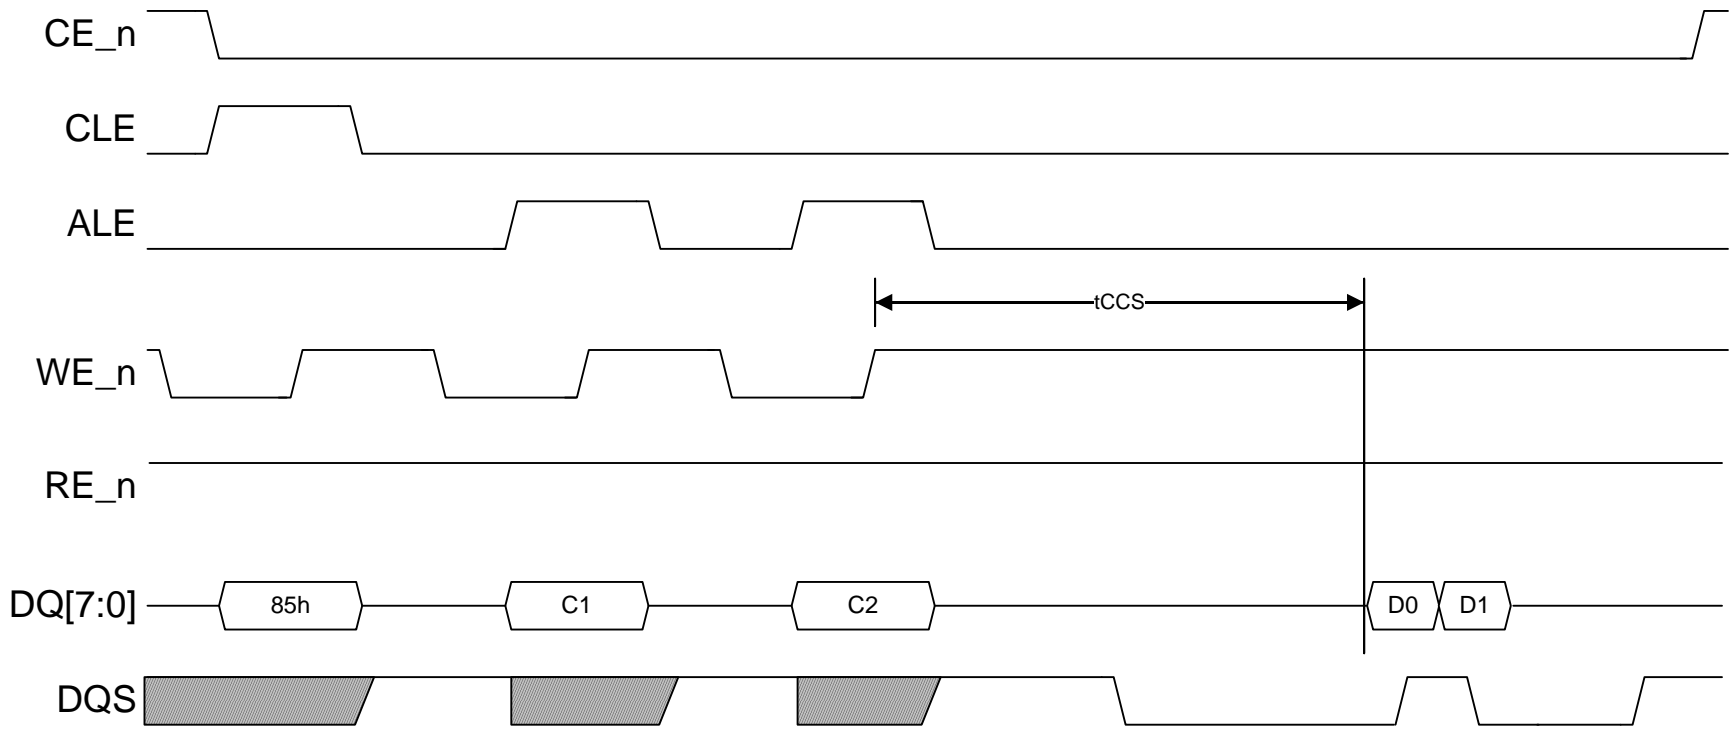 CE_n
CLE
ALE
tCCS
WE_n
RE_n
DQ[7:0] 85h C1 C2 D0 D1
DQS